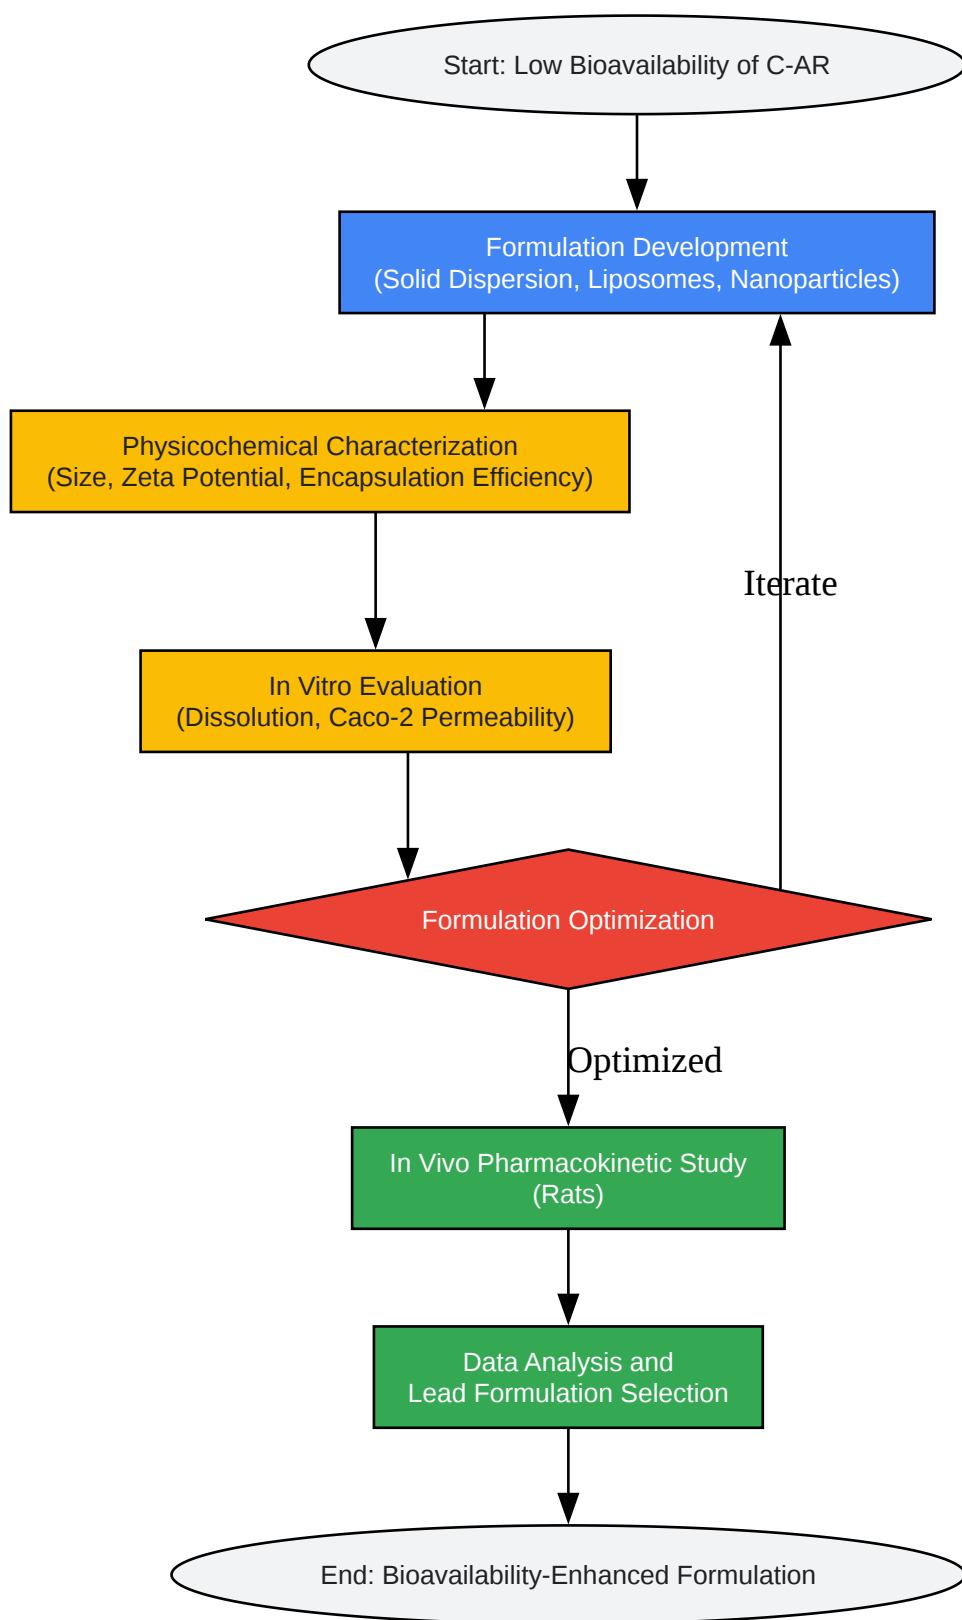 Start: Low Bioavailability of C-AR
Formulation Development
(Solid Dispersion, Liposomes, Nanoparticles)
Physicochemical Characterization
(Size, Zeta Potential, Encapsulation Efficiency)
Iterate
In Vitro Evaluation
(Dissolution, Caco-2 Permeability)
Formulation Optimization
Optimized
In Vivo Pharmacokinetic Study
(Rats)
Data Analysis and
Lead Formulation Selection
End: Bioavailability-Enhanced Formulation